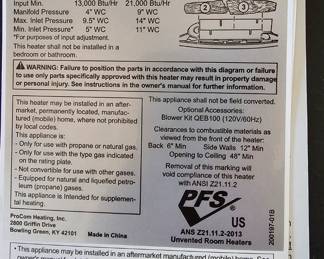 Input Min. 13,000 Btu/Hr 21,000 Btu/Hr
Manifold Pressure 4" WC 9" WC
Max. Inlet Pressure 9.5" WC 14" WC
Min. Inlet Pressure* 5" WC 11" WC
*For purposes of input adjustment.
This heater shall not be installed in a
bedroom or bathroom.
WARNING: Failure to position the parts in accordance with this diagram or failure
to use only parts specifically approved with this heater may result in property damage
or personal injury. See instructions in the owner's manual for further information.
This heater may be installed in an after-
market, permanently located, manufac-
tured (mobile) home, where not prohibited
by local codes.
This appliance is:
- Only for use with propane or natural gas.
- Only for use with the type gas indicated
on the rating plate.
- Not convertible for use with other gases.
- Equipped for natural and liquefied petro-
leum (propane) gases.
This Appliance is Intended for supplemen-
tal heating.
This appliance shall not be field converted.
Optional Accessories:
Blower Kit QEB100 (120V/60Hz)
Clearances to combustible materials as
viewed from the front of the heater:
Back 6" Min Side Walls 12" Min
Opening to Ceiling 48" Min
Removal of this marking will
void compliance of this heater
with ANSI Z21.11.2
PFS
US
ANSI Z21.11.2-2013
Unvented Room Heaters
ProCom Heating, Inc.
2800 Griffin Drive
Bowling Green, KY 42101
Made in China
200197-01B
• This appliance may be installed in an aftermarket manufactured (mobile) home. See